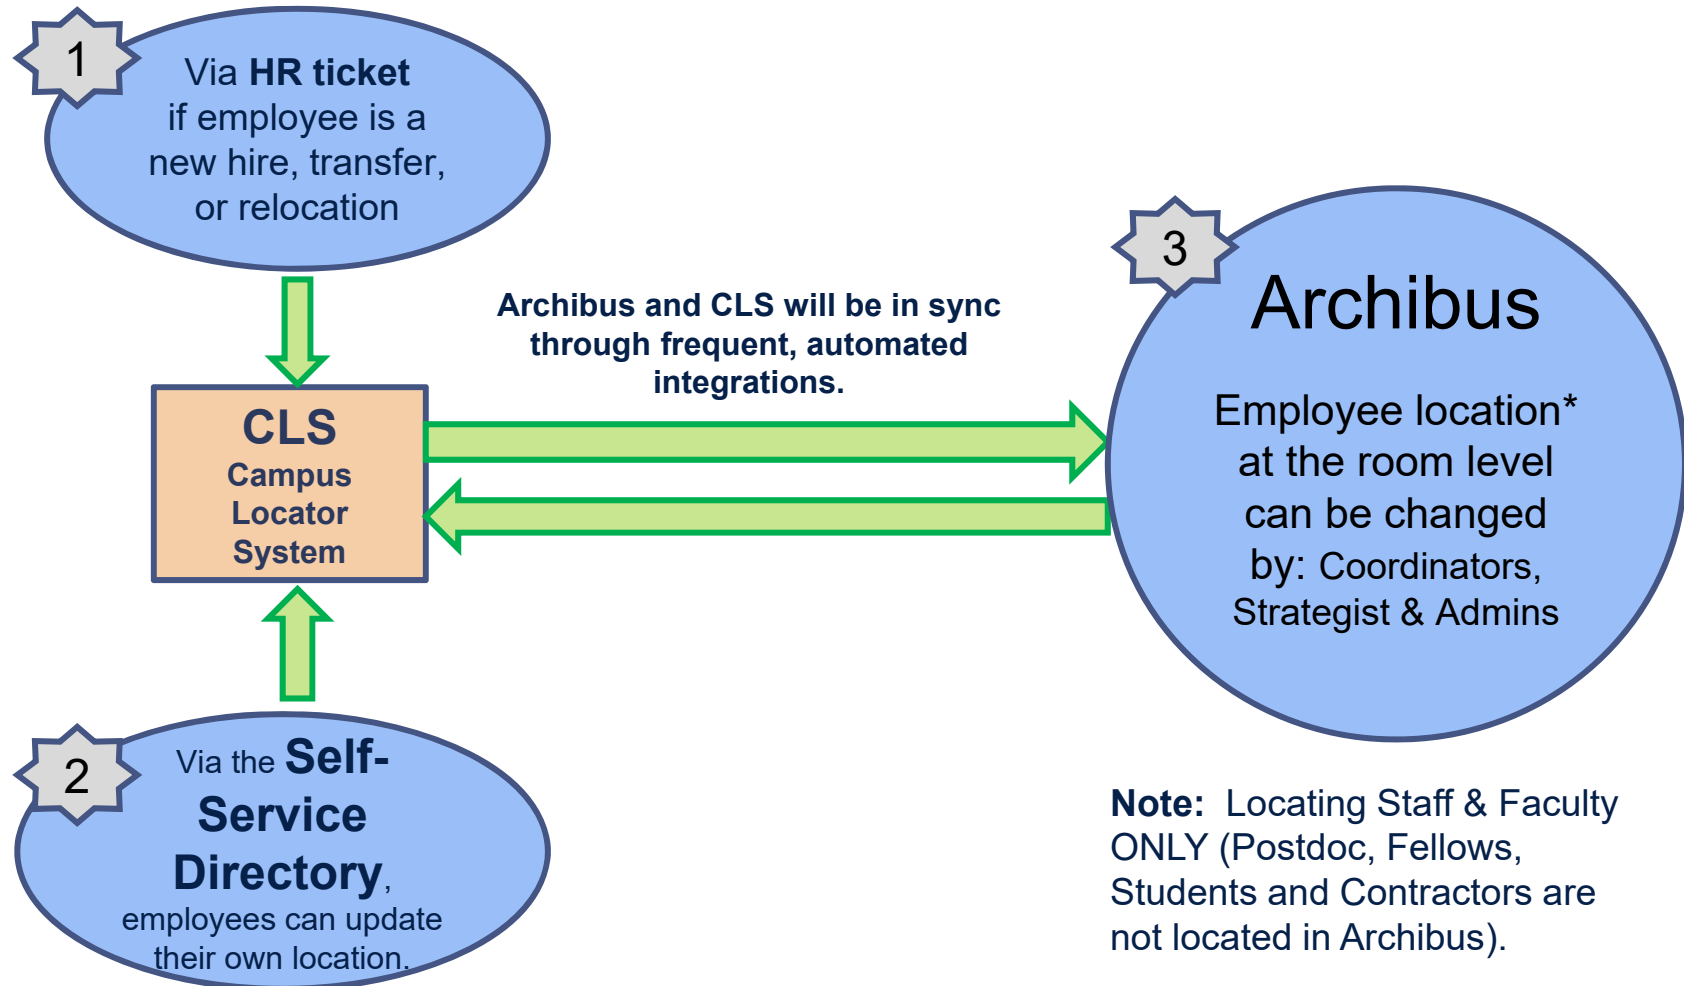 1
Via HR ticket
if employee is a
new hire, transfer,
or relocation
Archibus and CLS will be in sync
through frequent, automated
integrations.
CLS
Campus
Locator
System
2
Via the Self-
Service
Directory,
employees can update
their own location.
3
Archibus
Employee location*
at the room level
can be changed
by: Coordinators,
Strategist & Admins
Note:  Locating Staff & Faculty
ONLY (Postdoc, Fellows,
Students and Contractors are
not located in Archibus).